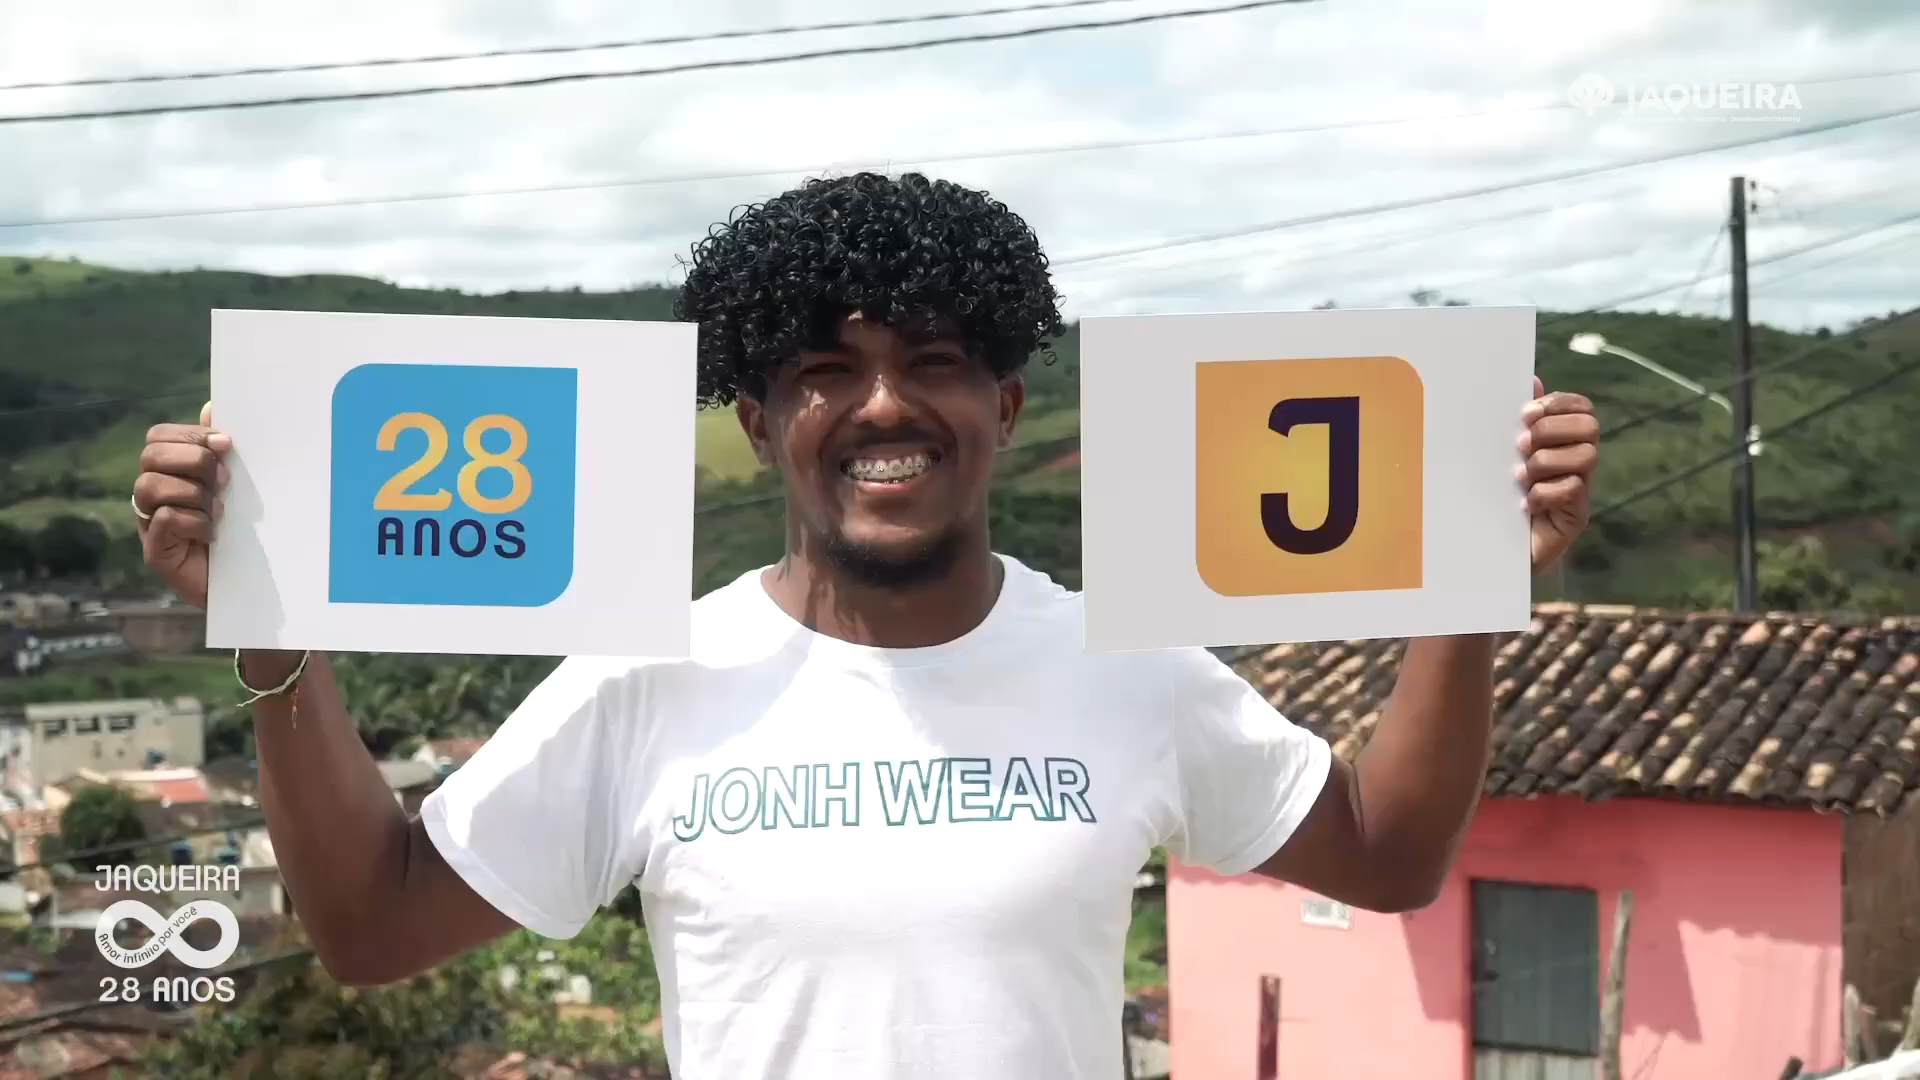 JAQUEIRA
28
ANOS
J
JONH WEAR
JAQUEIRA
Amor infinito por você
28 ANOS